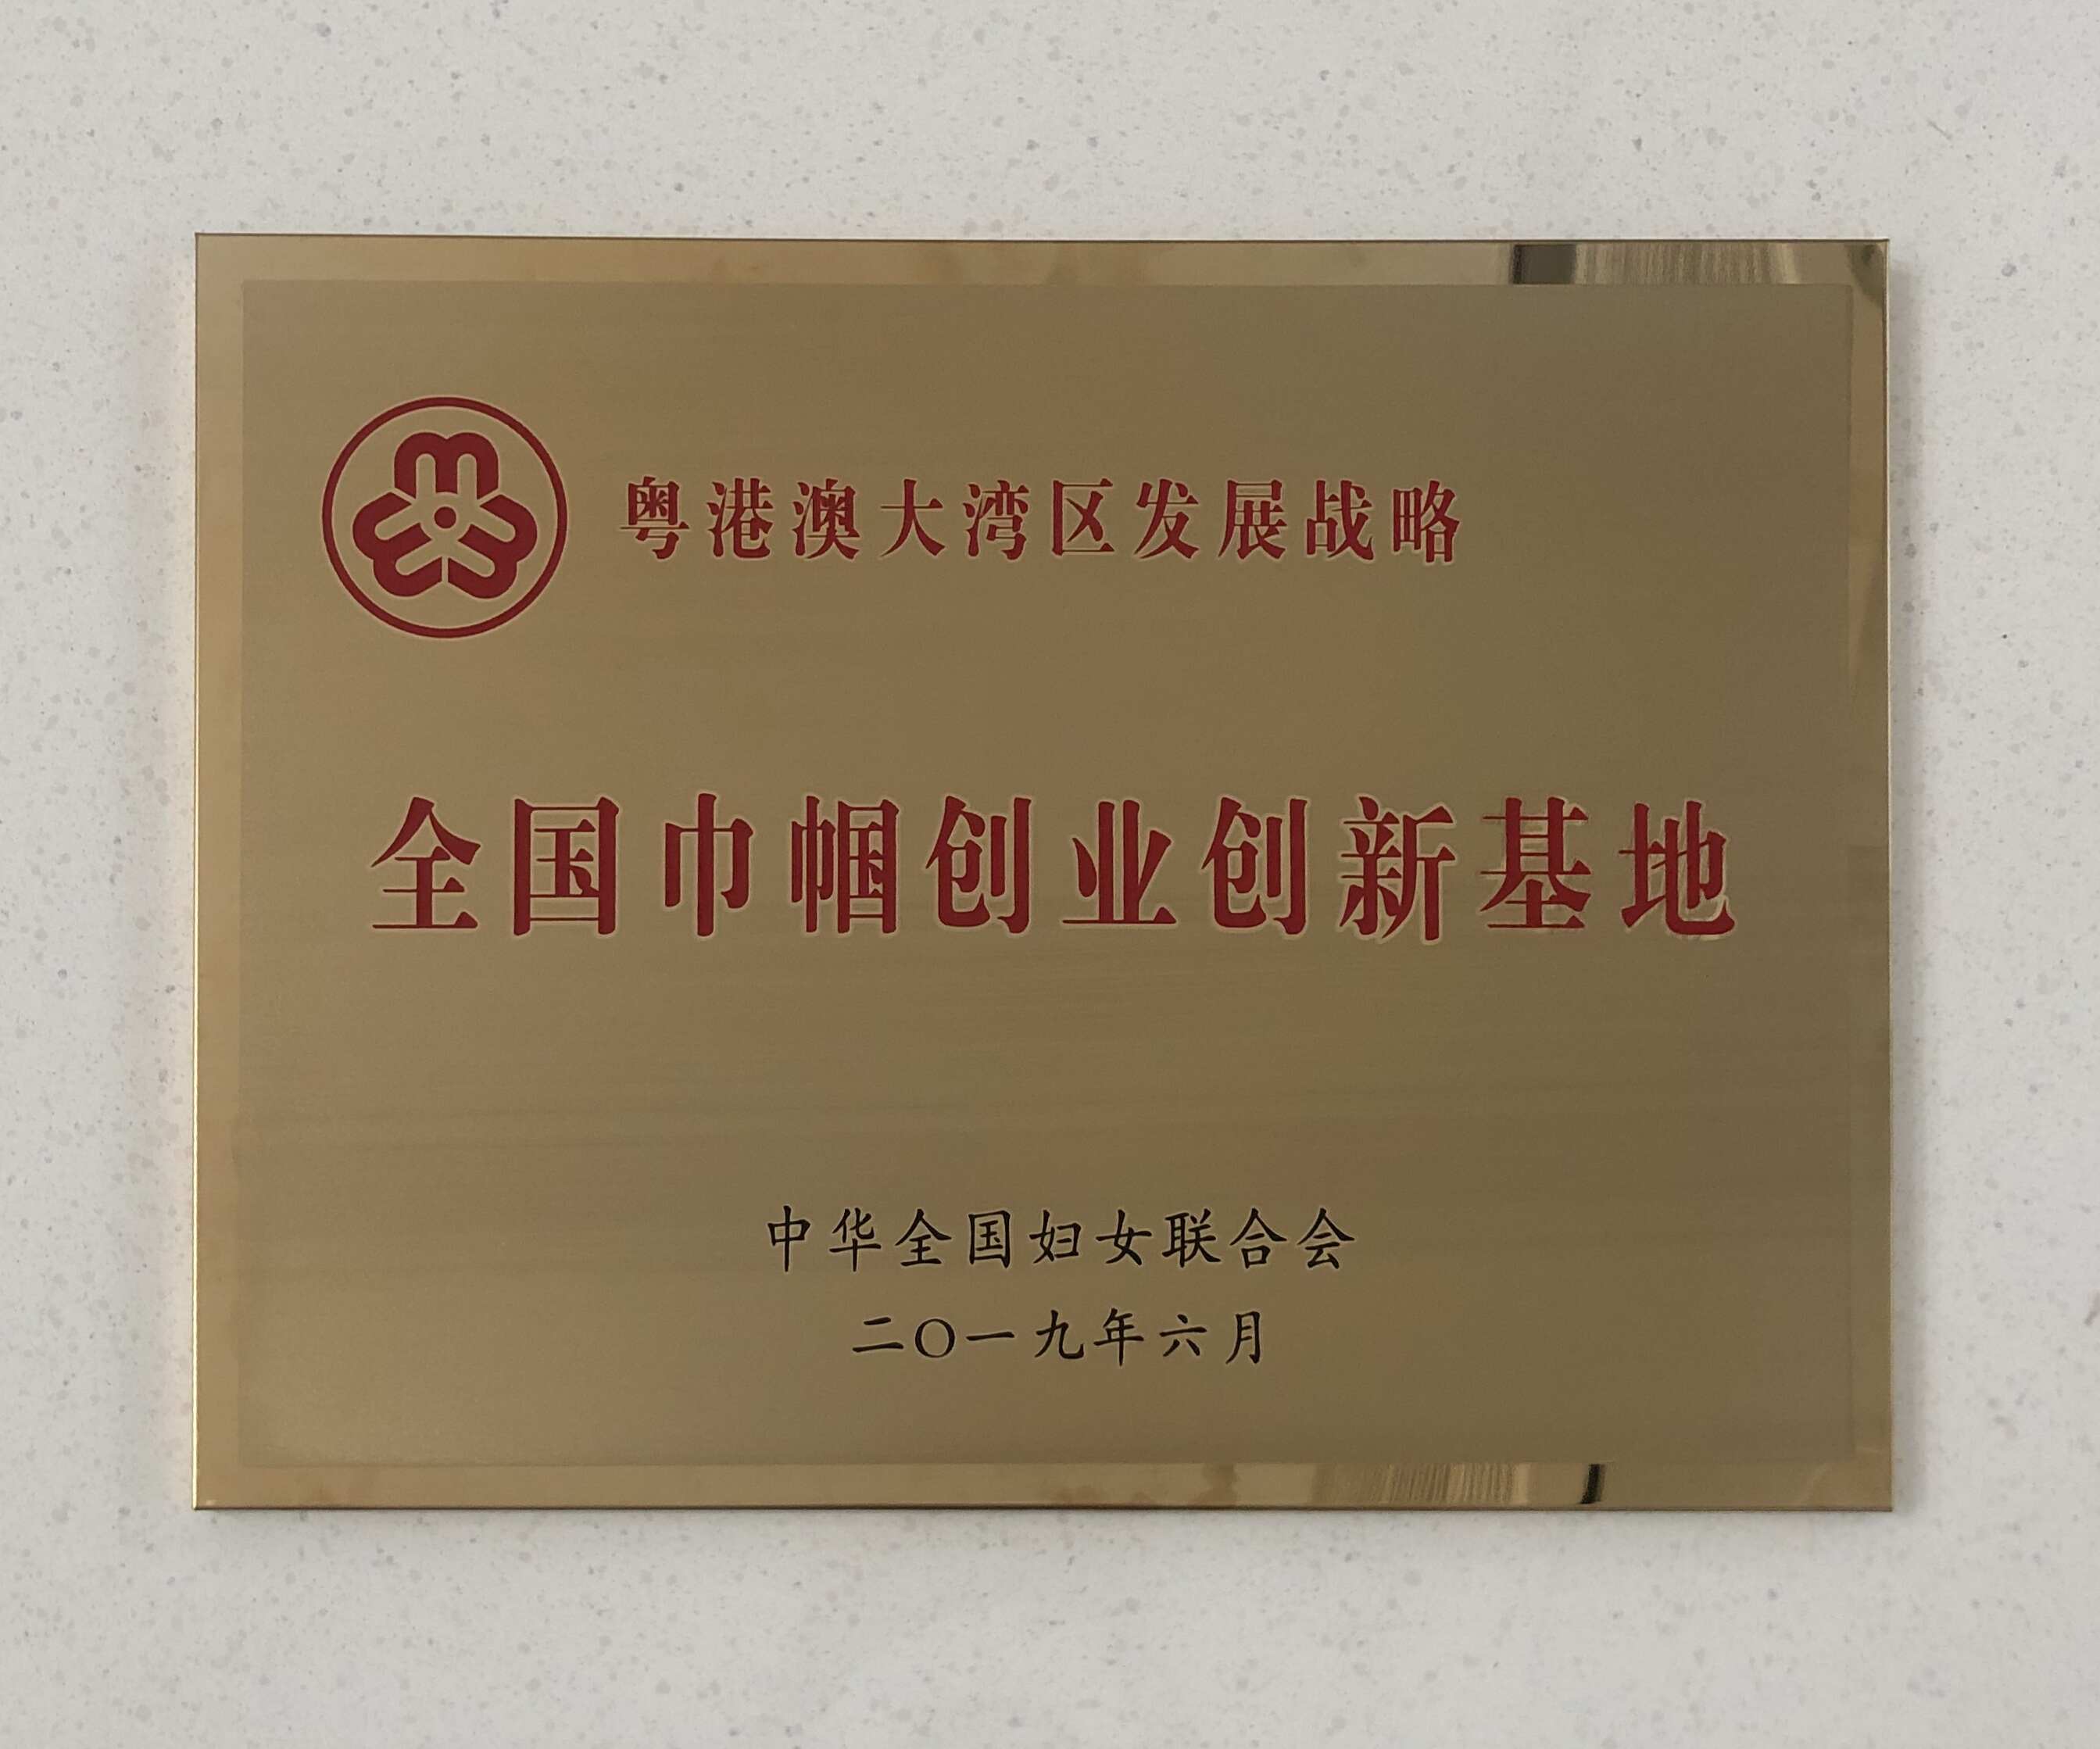 粤港澳大湾区发展战略
全国巾帼创业创新基地
中华全国妇女联合会
二〇一九年六月